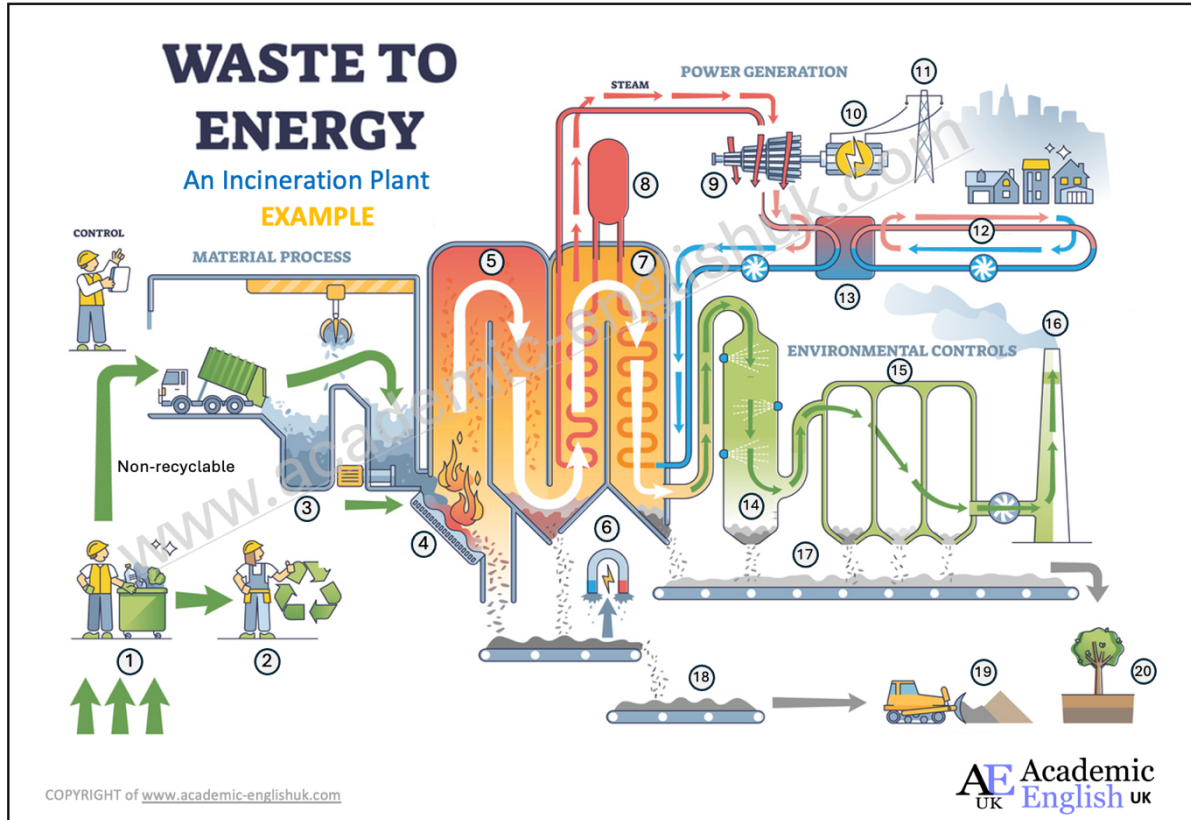 WASTE TO
ENERGY
An Incineration Plant
EXAMPLE
CONTROL
MATERIAL PROCESS
Non-recyclable
STEAM
POWER GENERATION
ENVIRONMENTAL CONTROLS
1
2
3
4
5
6
7
8
9
10
11
12
13
14
15
16
17
18
19
20
www.academic-englishuk.com
COPYRIGHT of www.academic-englishuk.com
AE
UK
Academic
English UK